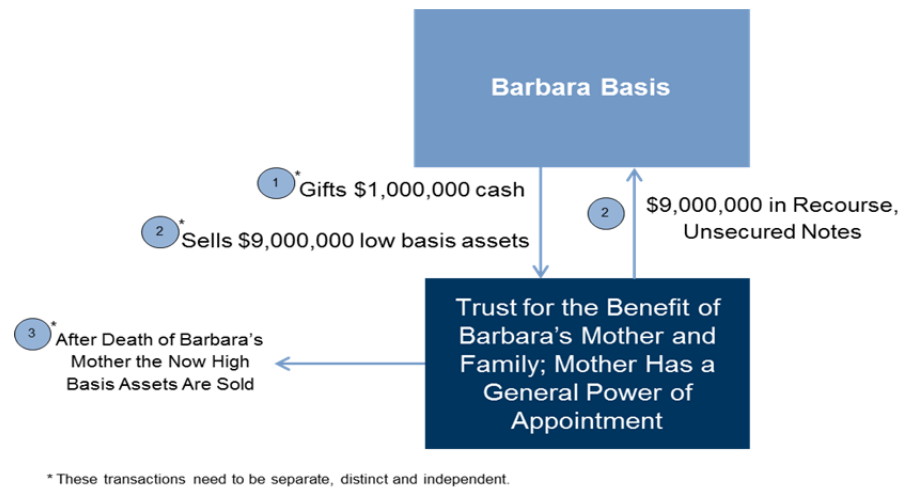 Barbara Basis
1 * Gifts $1,000,000 cash
2 * Sells $9,000,000 low basis assets
2 $9,000,000 in Recourse,
Unsecured Notes
Trust for the Benefit of
Barbara's Mother and
Family; Mother Has a
General Power of
Appointment
3 * After Death of Barbara's
Mother the Now High
Basis Assets Are Sold
* These transactions need to be separate, distinct and independent.